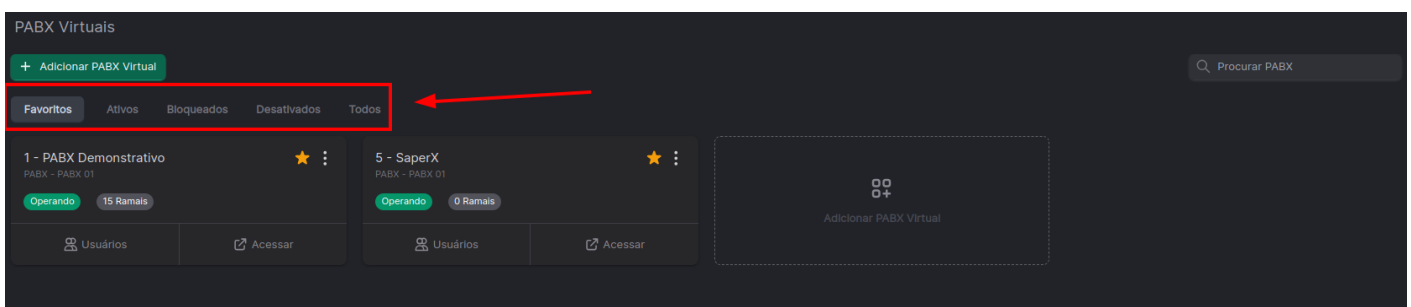 PABX Virtuais
+ Adicionar PABX Virtual
Procurar PABX
Favoritos Ativos Bloqueados Desativados Todos
1 - PABX Demonstrativo
PABX - PABX 01
Operando 15 Ramais
Usuários Acessar
5 - SaperX
PABX - PABX 01
Operando 0 Ramais
Usuários Acessar
Adicionar PABX Virtual